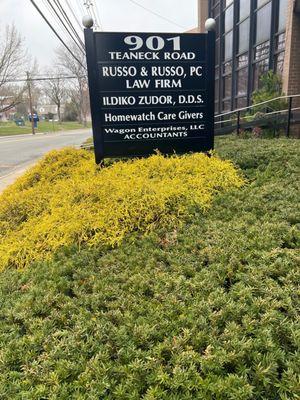 901
TEANECK ROAD
RUSSO & RUSSO, PC
LAW FIRM
ILDIKO ZUDOR, D.D.S.
Homewatch Care Givers
Wagon Enterprises, LLC
ACCOUNTANTS